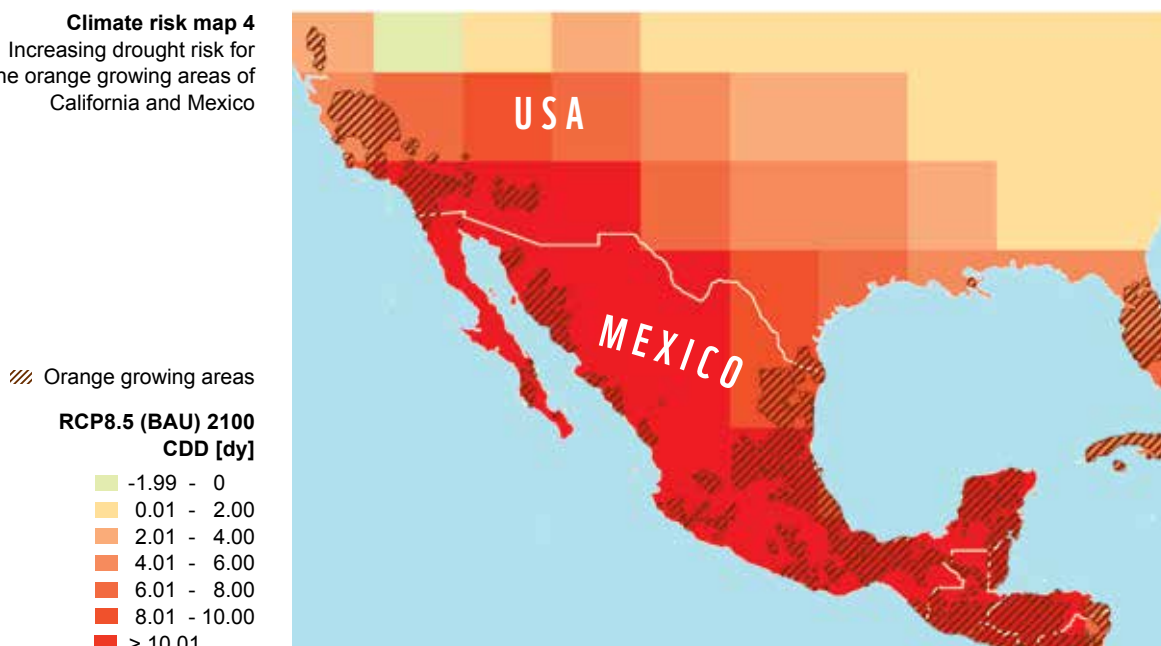 Climate risk map 4
Increasing drought risk for
orange growing areas of
California and Mexico
USA
MEXICO
Orange growing areas
RCP8.5 (BAU) 2100
CDD [dy]
-1.99 - 0
0.01 - 2.00
2.01 - 4.00
4.01 - 6.00
6.01 - 8.00
8.01 - 10.00
> 10.01